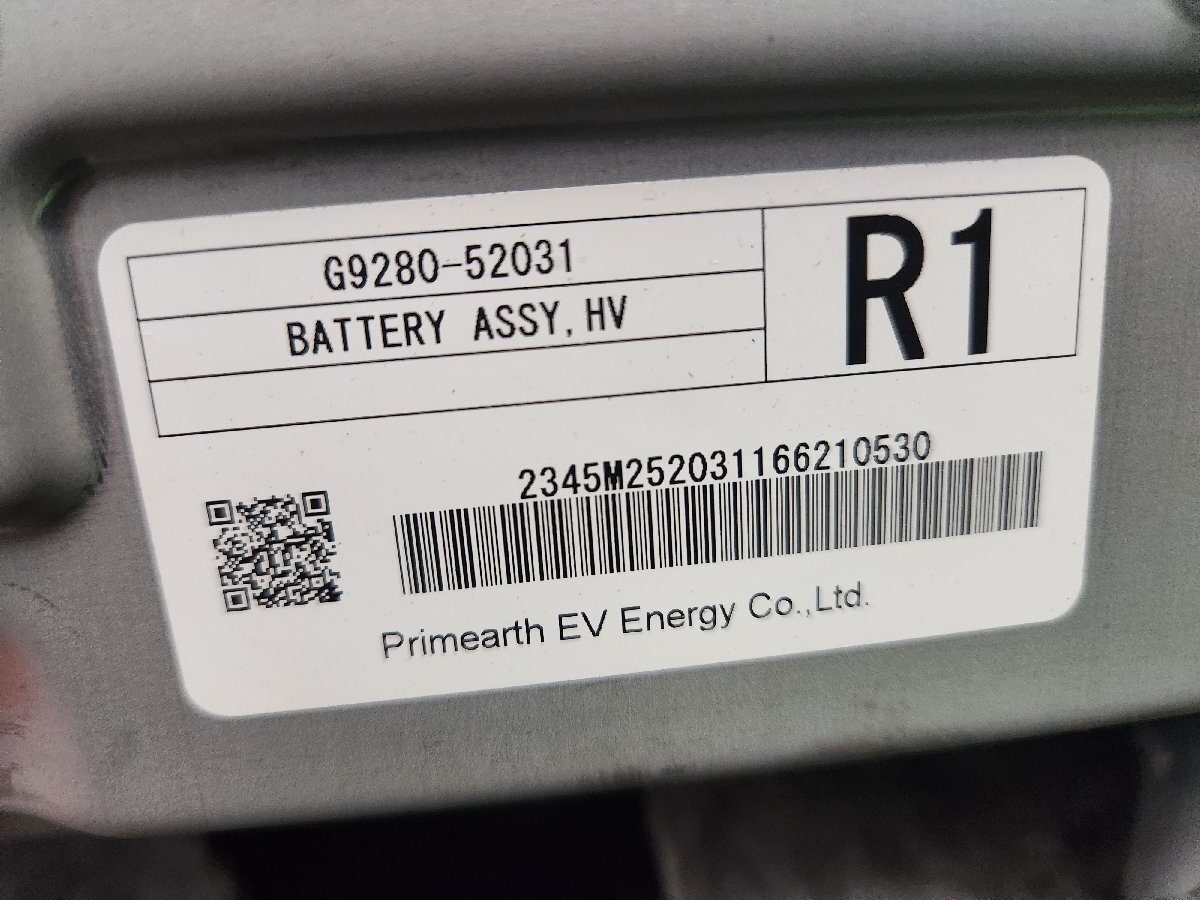 G9280-52031
BATTERY ASSY,HV
R1
2345M252031166210530
Primearth EV Energy Co.,Ltd.